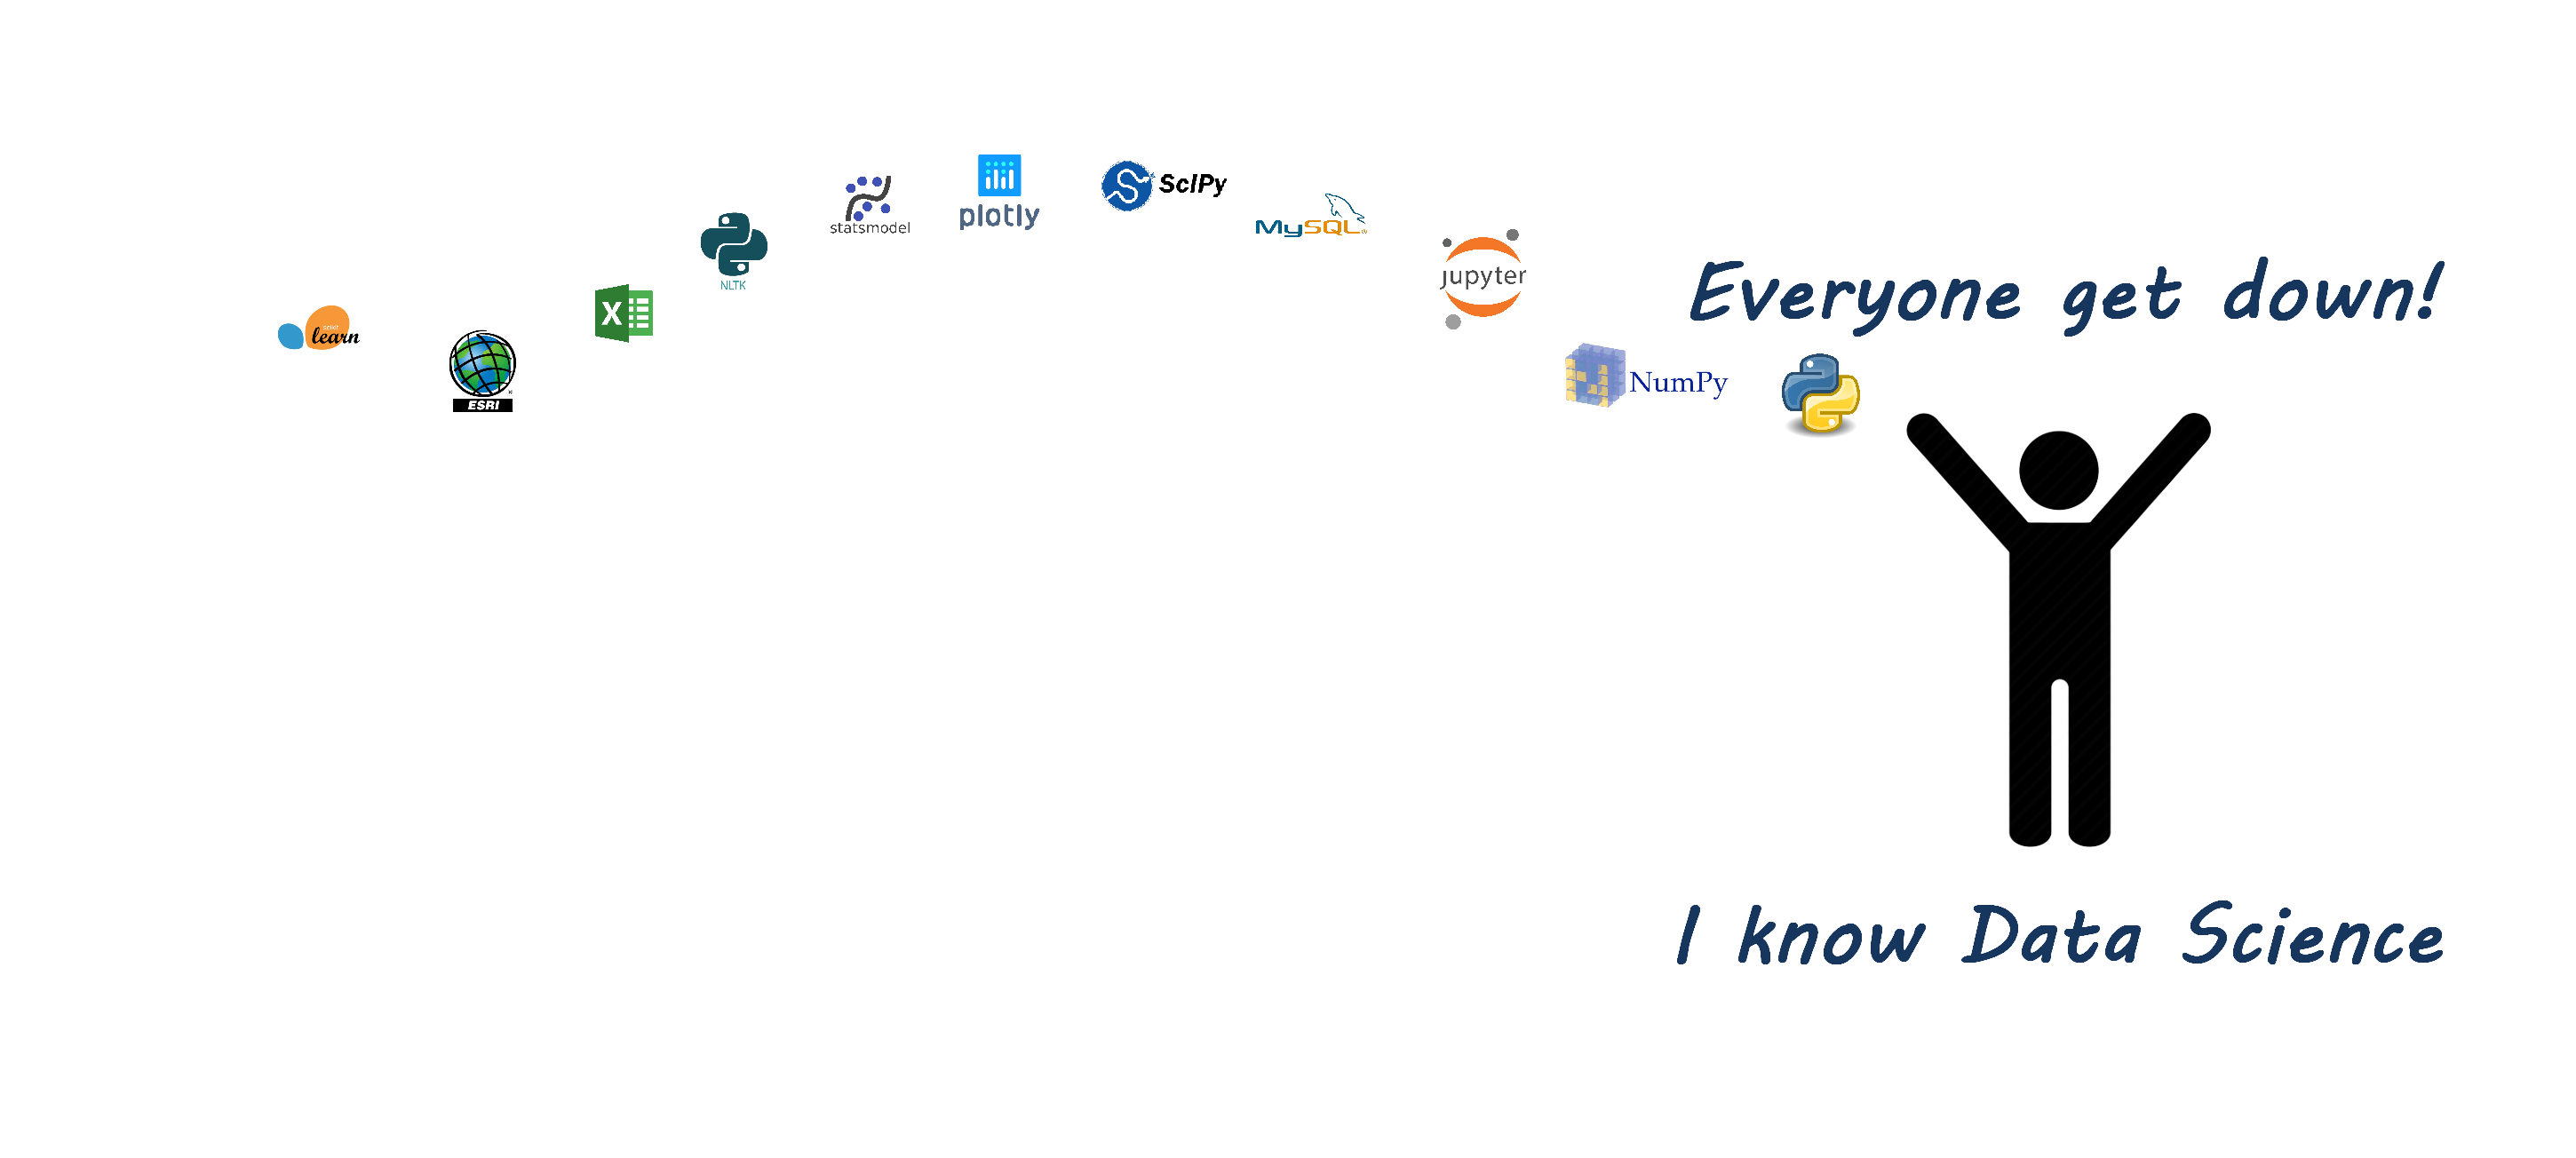 scikit
learn
ESRI
X
NLTK
statsmodel
plotly
SciPy
MySQL®
jupyter
NumPy
Everyone get down!
I know Data Science